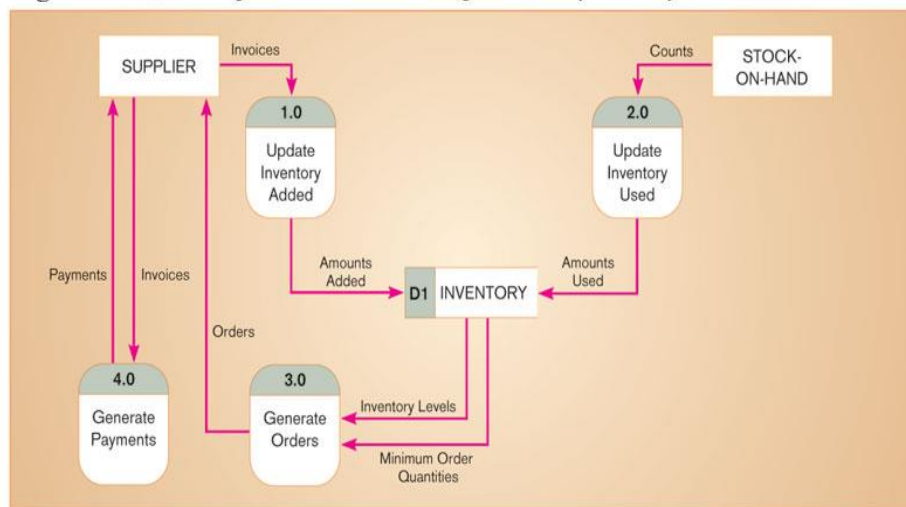 Invoices
SUPPLIER
Counts
STOCK-
ON-HAND
1.0
Update
Inventory
Added
2.0
Update
Inventory
Used
Payments
Invoices
Amounts
Added
D1 INVENTORY
Amounts
Used
Orders
4.0
Generate
Payments
3.0
Generate
Orders
Inventory Levels
Minimum Order
Quantities